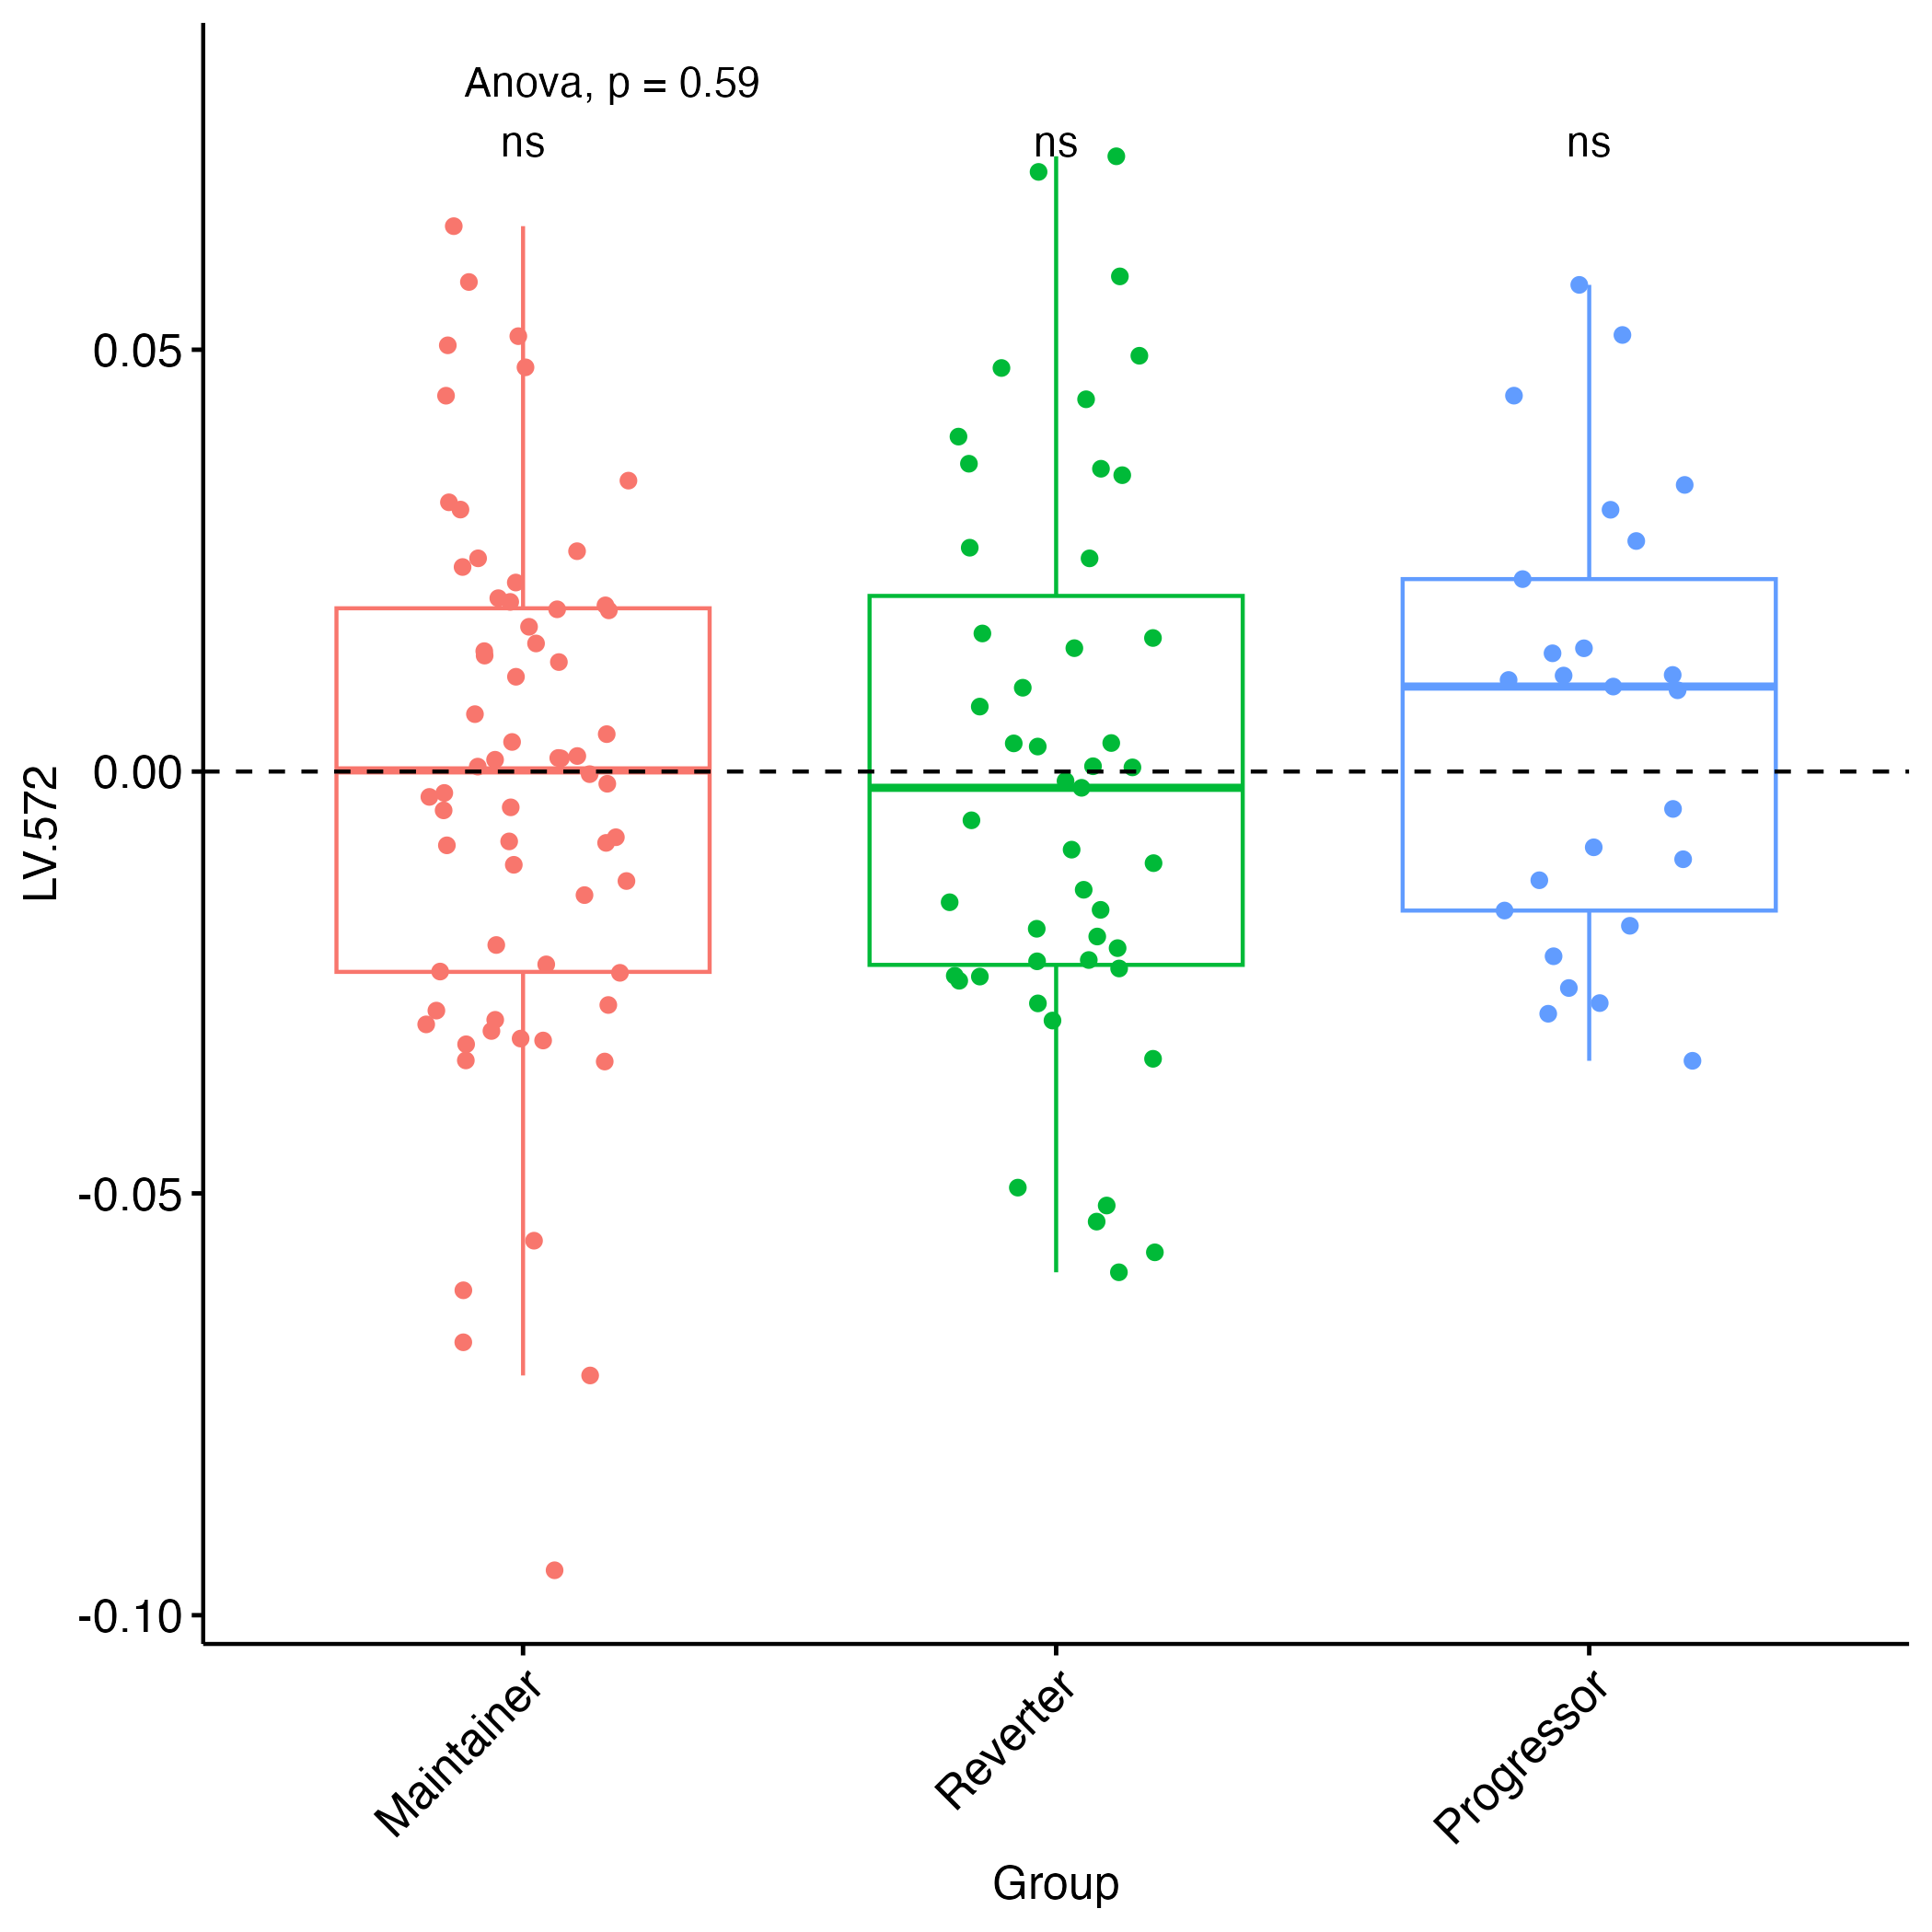 Anova, p = 0.59
ns ns ns
0.05
0.00
-0.05
-0.10
LV.572
Maintainer Reverter Progressor
Group